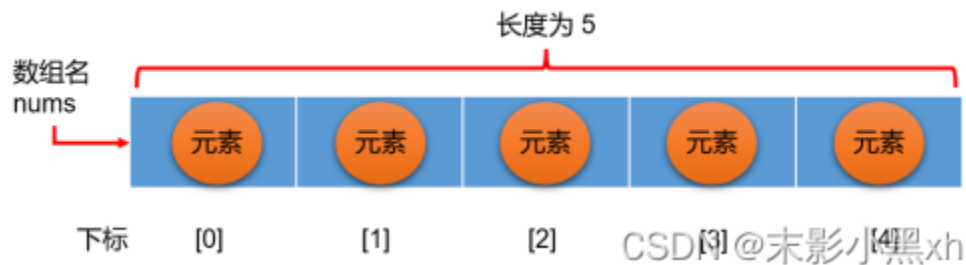 长度为 5
数组名
nums
元素 元素 元素 元素 元素
下标 [0] [1] [2] [3] [4]
CSDN @末影小黑xh